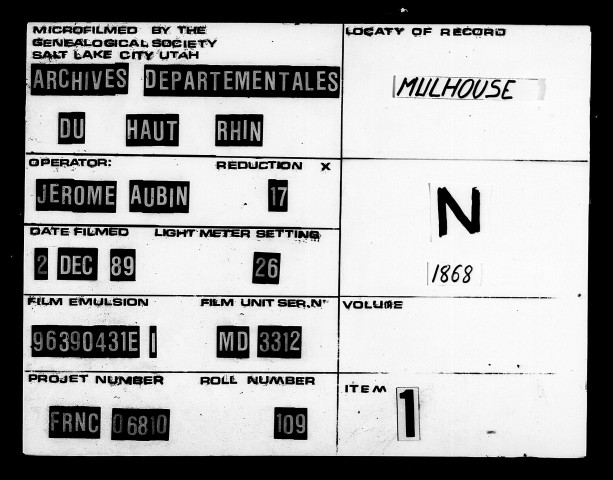 MICROFILMED BY THE
GENEALOGICAL SOCIETY
SALT LAKE CITY UTAH
ARCHIVES DEPARTEMENTALES
DU HAUT RHIN
LOCATY OF RECORD
MULHOUSE
OPERATOR: REDUCTION X
JEROME AUBIN 17
N
1868
DATE FILMED LIGHT METER SETTING
2 DEC 89 26
FILM EMULSION FILM UNIT SER.N°
96390431E 1 MD 3312
VOLUME
PROJET NUMBER ROLL NUMBER
FRNC 06810 109
ITEM 1